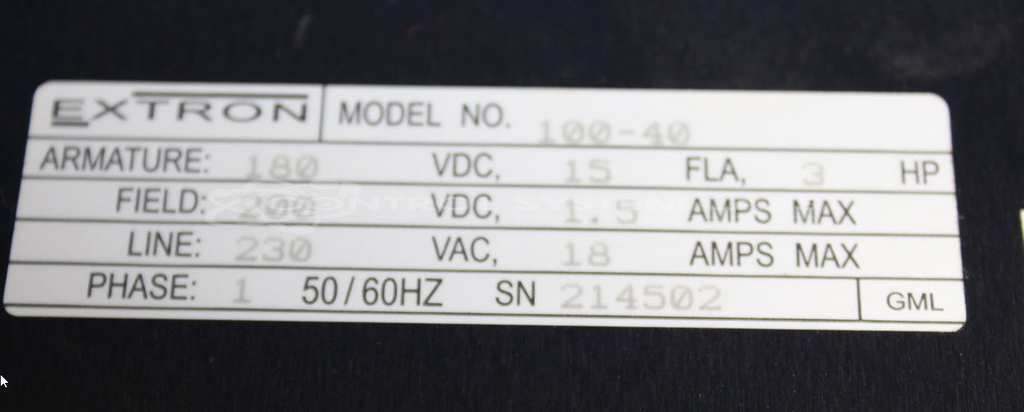 EXTRON MODEL NO. 100-40
ARMATURE: 180 VDC, 15 FLA, 3 HP
FIELD: 200 VDC, 1.5 AMPS MAX
LINE: 230 VAC, 18 AMPS MAX
PHASE: 1 50/60HZ SN 214502 GML